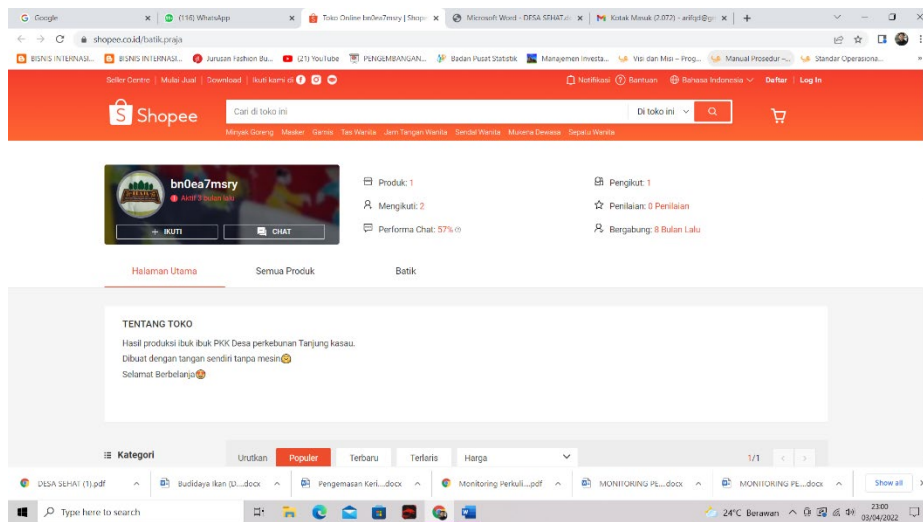 Google
(116) WhatsApp
Toko Online bn0ea7msry | Shope
Microsoft Word - DESA SEHAT.d
Kotak Masuk (2.072) - arifqd@g
shopee.co.id/batik.praja
BISNIS INTERNASI...
BISNIS INTERNASI...
Jurusan Fashion Bu...
(21) YouTube
PENGEMBANGAN...
Badan Pusat Statistik
Manajemen Investa...
Visi dan Misi – Prog...
Manual Prosedur –...
Standar Operasiona...
Seller Centre | Mulai Jual | Download | Ikuti kami di
Notifikasi
Bantuan
Bahasa Indonesia
Daftar | Log In
Shopee
Cari di toko ini
Di toko ini
Minyak Goreng Masker Gamis Tas Wanita Jam Tangan Wanita Sendal Wanita Mukena Dewasa Sepatu Wanita
bn0ea7msry
Aktif 3 bulan lalu
+ IKUTI
CHAT
Produk: 1
Pengikut: 1
Mengikuti: 2
Penilaian: 0 Penilaian
Performa Chat: 57%
Bergabung: 8 Bulan Lalu
Halaman Utama
Semua Produk
Batik
TENTANG TOKO
Hasil produksi ibuk ibuk PKK Desa perkebunan Tanjung kasau.
Dibuat dengan tangan sendiri tanpa mesin
Selamat Berbelanja
Kategori
Urutkan
Populer
Terbaru
Terlaris
Harga
1/1
DESA SEHAT (1).pdf
Budidaya Ikan (D....docx
Pengemasan Keri...docx
Monitoring Perkuli....pdf
MONITORING PE...docx
MONITORING PE...docx
Show all
Type here to search
24°C Berawan
23:00
03/04/2022